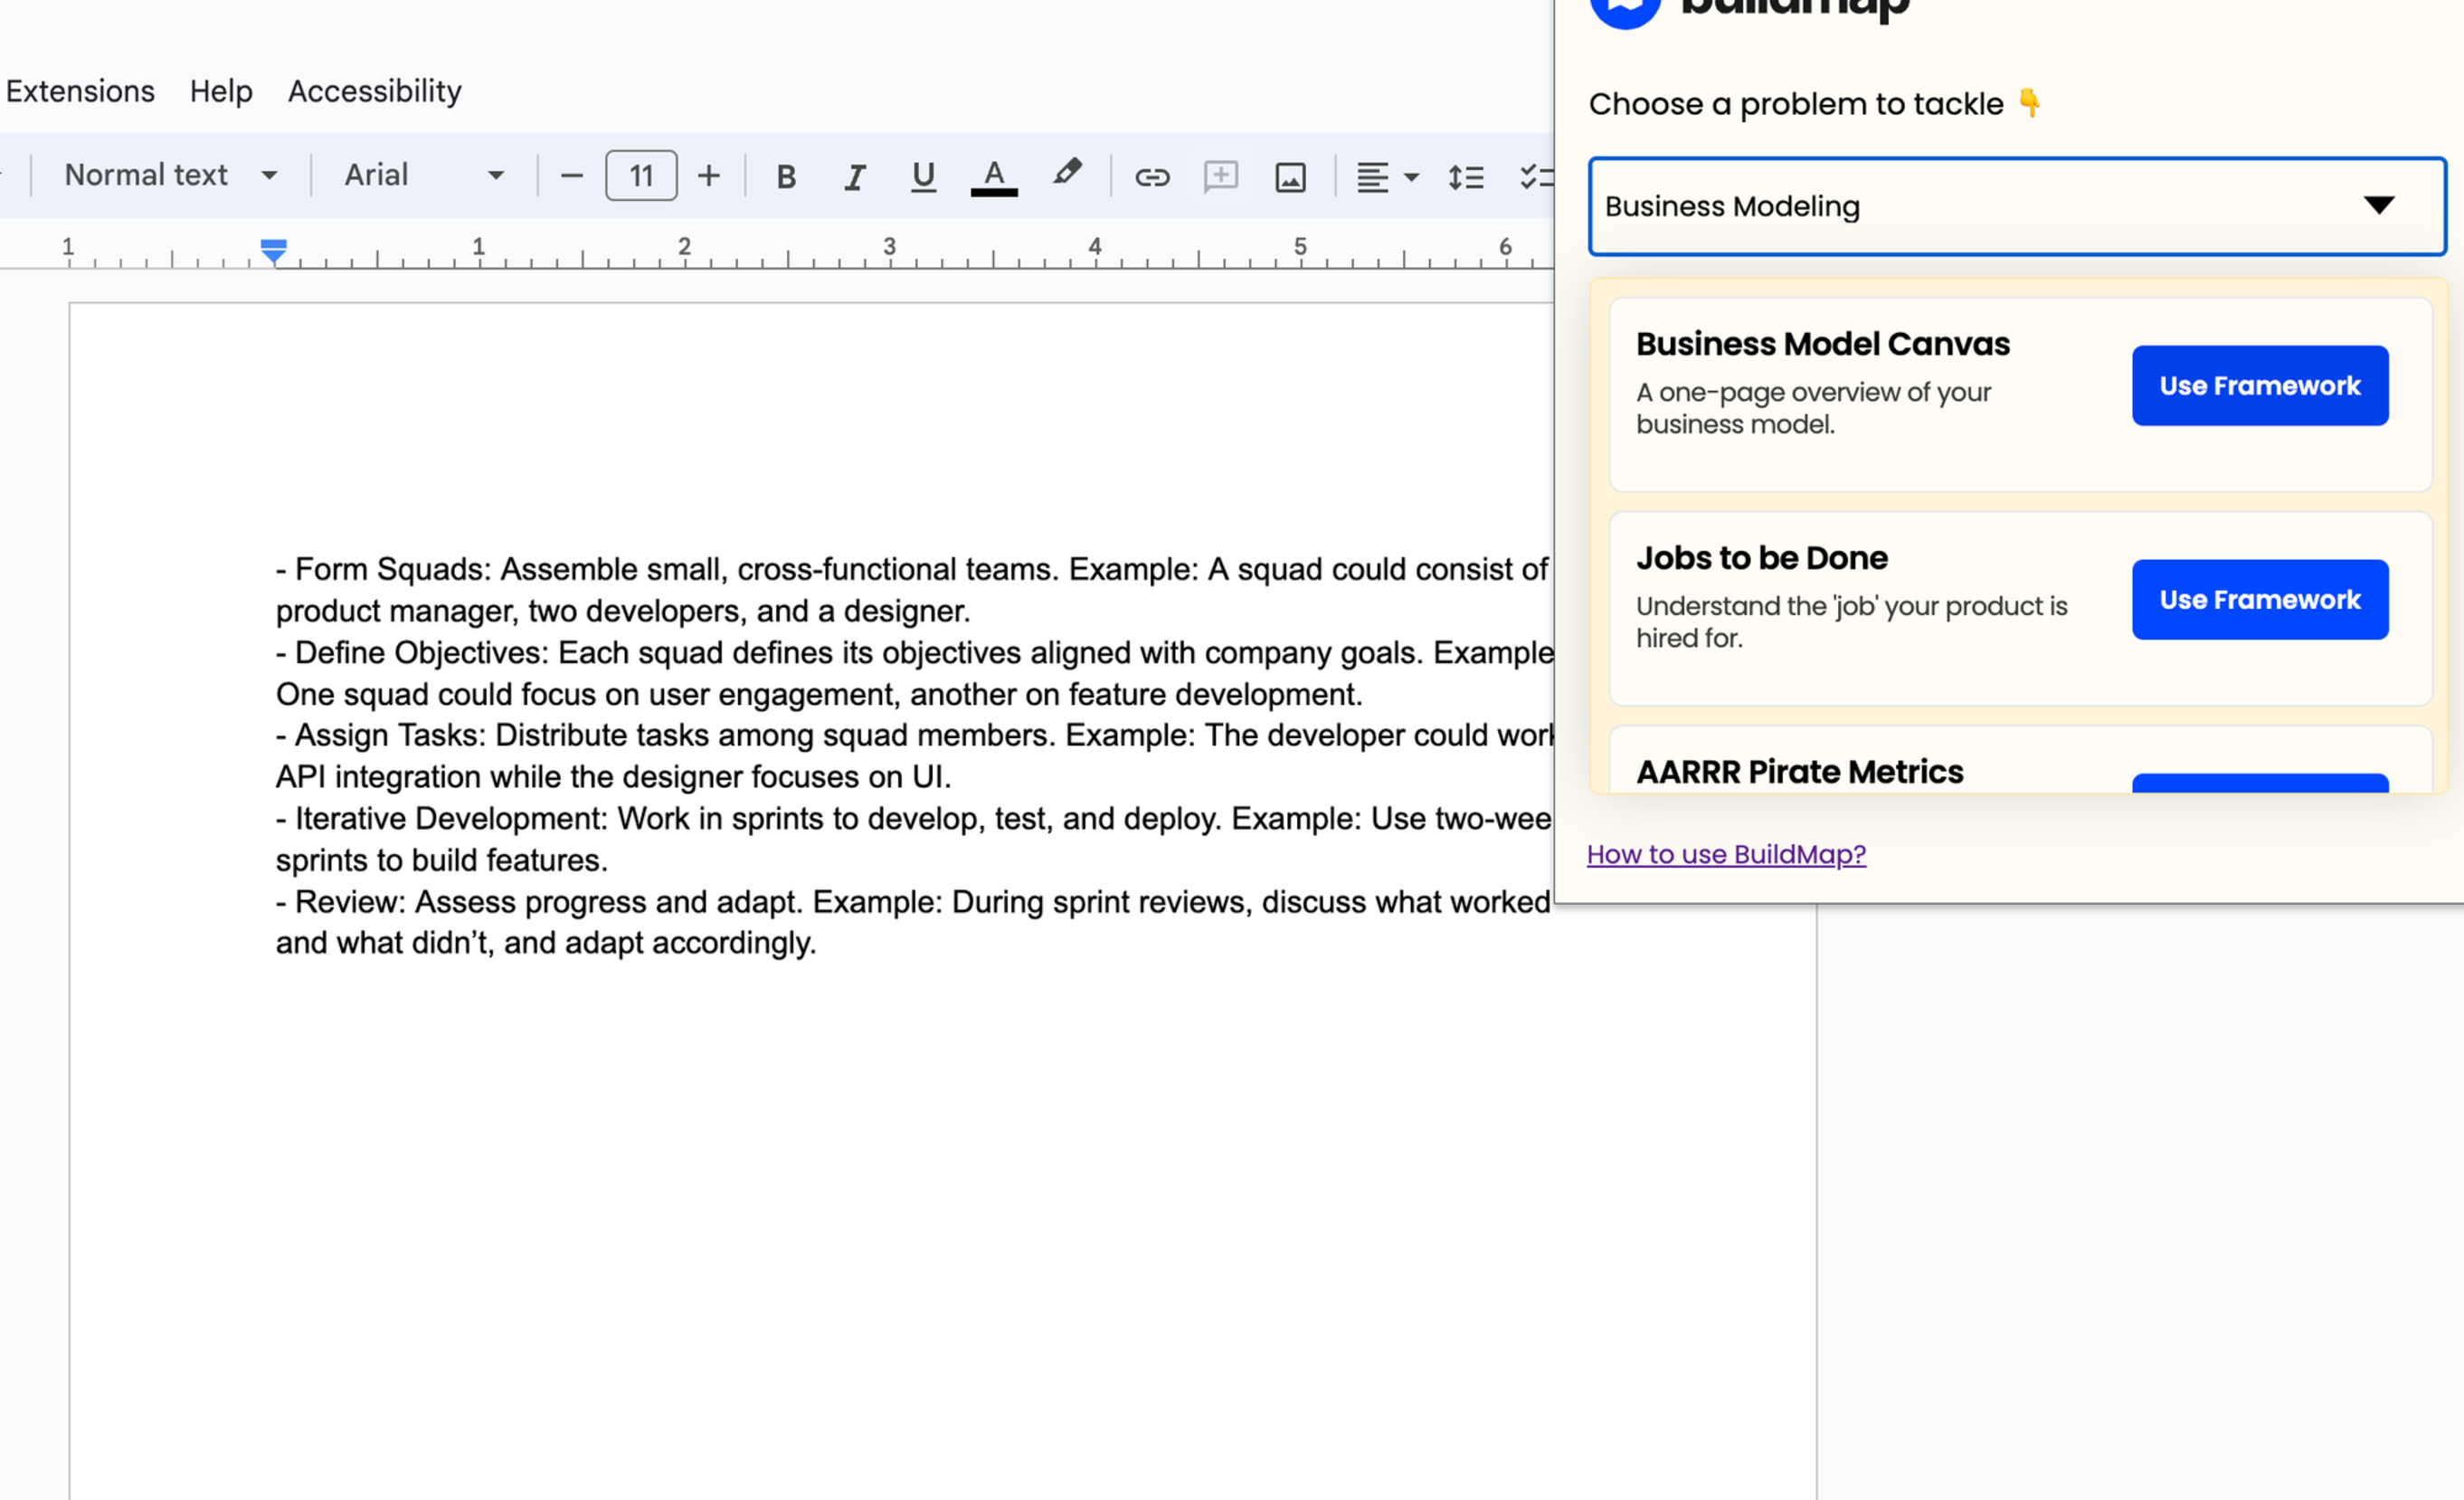 Extensions Help Accessibility
Normal text Arial − 11 + B I U A
1 1 2 3 4 5 6
- Form Squads: Assemble small, cross-functional teams. Example: A squad could consist of
product manager, two developers, and a designer.
- Define Objectives: Each squad defines its objectives aligned with company goals. Example
One squad could focus on user engagement, another on feature development.
- Assign Tasks: Distribute tasks among squad members. Example: The developer could work
API integration while the designer focuses on UI.
- Iterative Development: Work in sprints to develop, test, and deploy. Example: Use two-wee
sprints to build features.
- Review: Assess progress and adapt. Example: During sprint reviews, discuss what worked
and what didn’t, and adapt accordingly.
buildmap
Choose a problem to tackle 👇
Business Modeling
Business Model Canvas
A one-page overview of your
business model.
Use Framework
Jobs to be Done
Understand the 'job' your product is
hired for.
Use Framework
AARRR Pirate Metrics
How to use BuildMap?